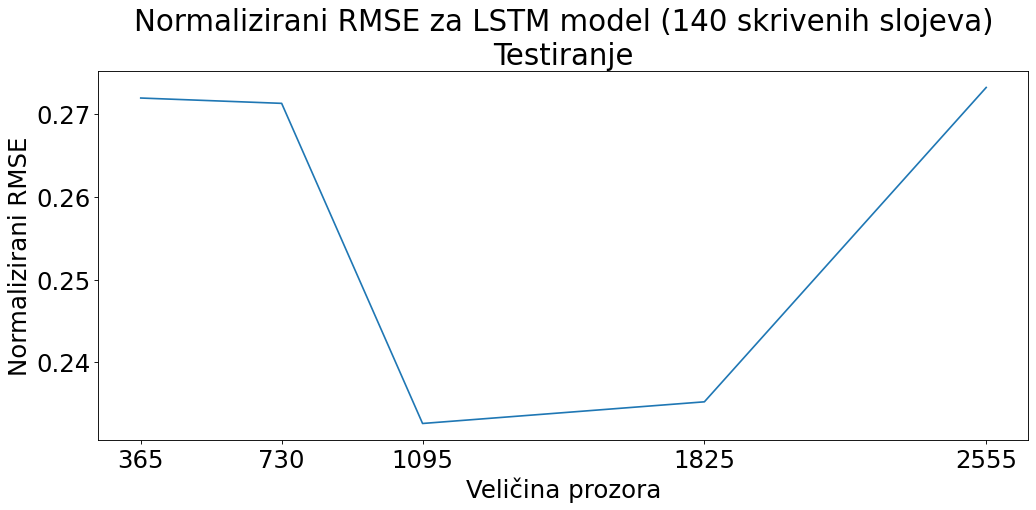 Normalizirani RMSE za LSTM model (140 skrivenih slojeva)
Testiranje
Normalizirani RMSE
0.27
0.26
0.25
0.24
365 730 1095 1825 2555
Veličina prozora